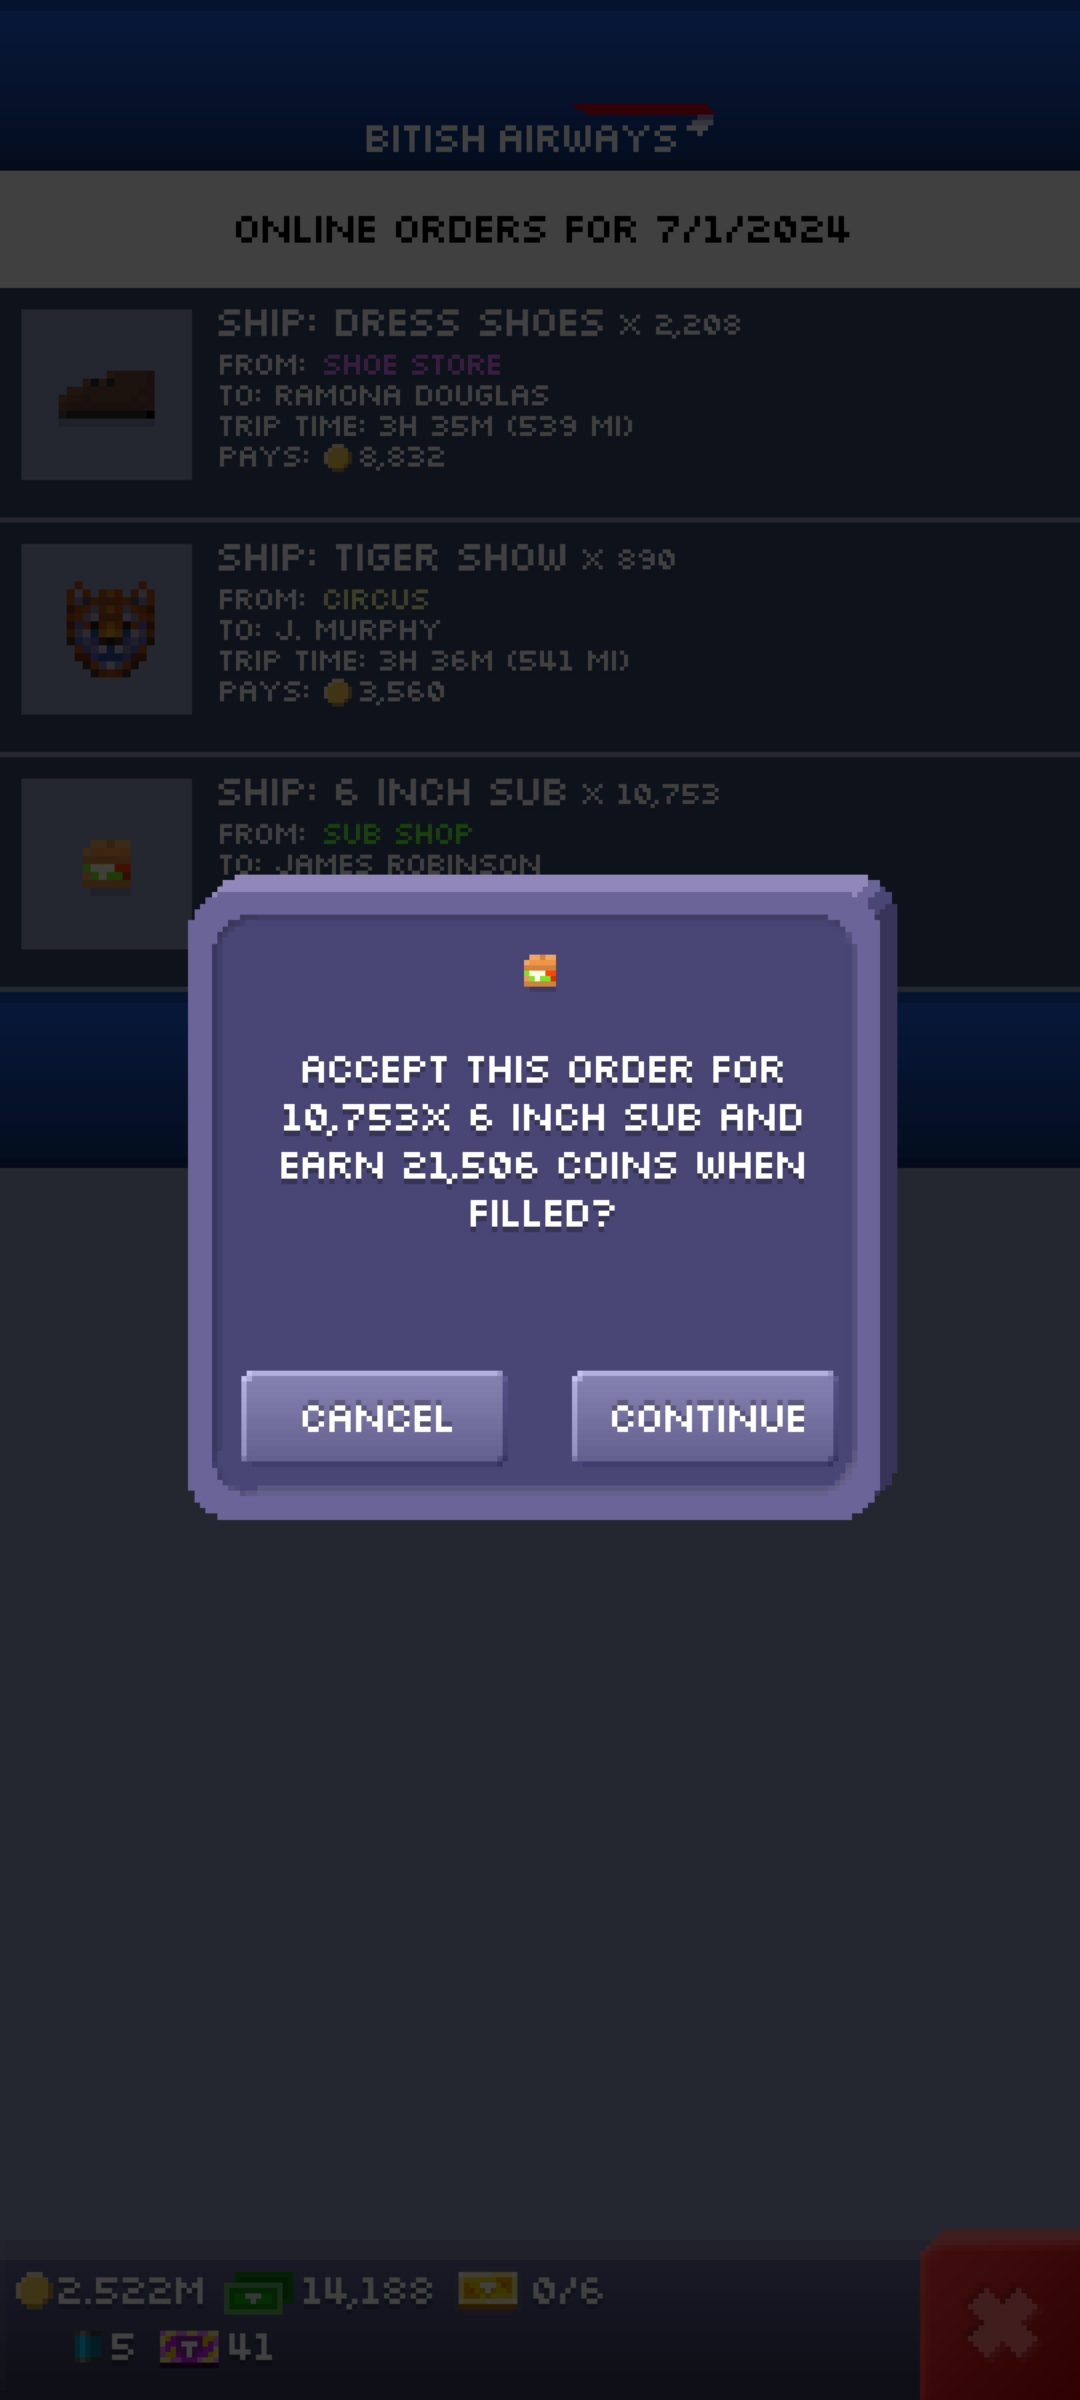 BITISH AIRWAYS
ONLINE ORDERS FOR 7/1/2024
SHIP: DRESS SHOES X 2,208
FROM: SHOE STORE
TO: RAMONA DOUGLAS
TRIP TIME: 3H 35M (539 MI)
PAYS: 8,832
SHIP: TIGER SHOW X 890
FROM: CIRCUS
TO: J. MURPHY
TRIP TIME: 3H 36M (541 MI)
PAYS: 3,560
SHIP: 6 INCH SUB X 10,753
FROM: SUB SHOP
TO: JAMES ROBINSON
ACCEPT THIS ORDER FOR
10,753X 6 INCH SUB AND
EARN 21,506 COINS WHEN
FILLED?
CANCEL CONTINUE
2.522M 14,188 0/6
5 41